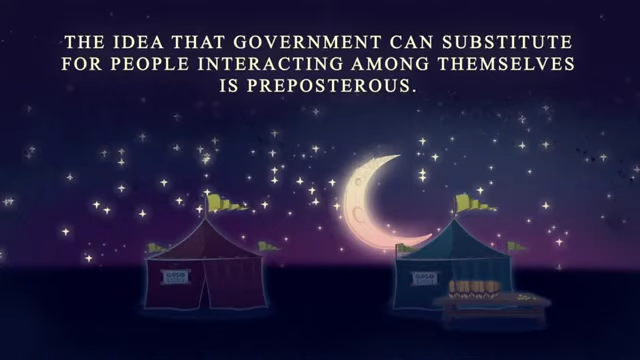 THE IDEA THAT GOVERNMENT CAN SUBSTITUTE
FOR PEOPLE INTERACTING AMONG THEMSELVES
IS PREPOSTEROUS.